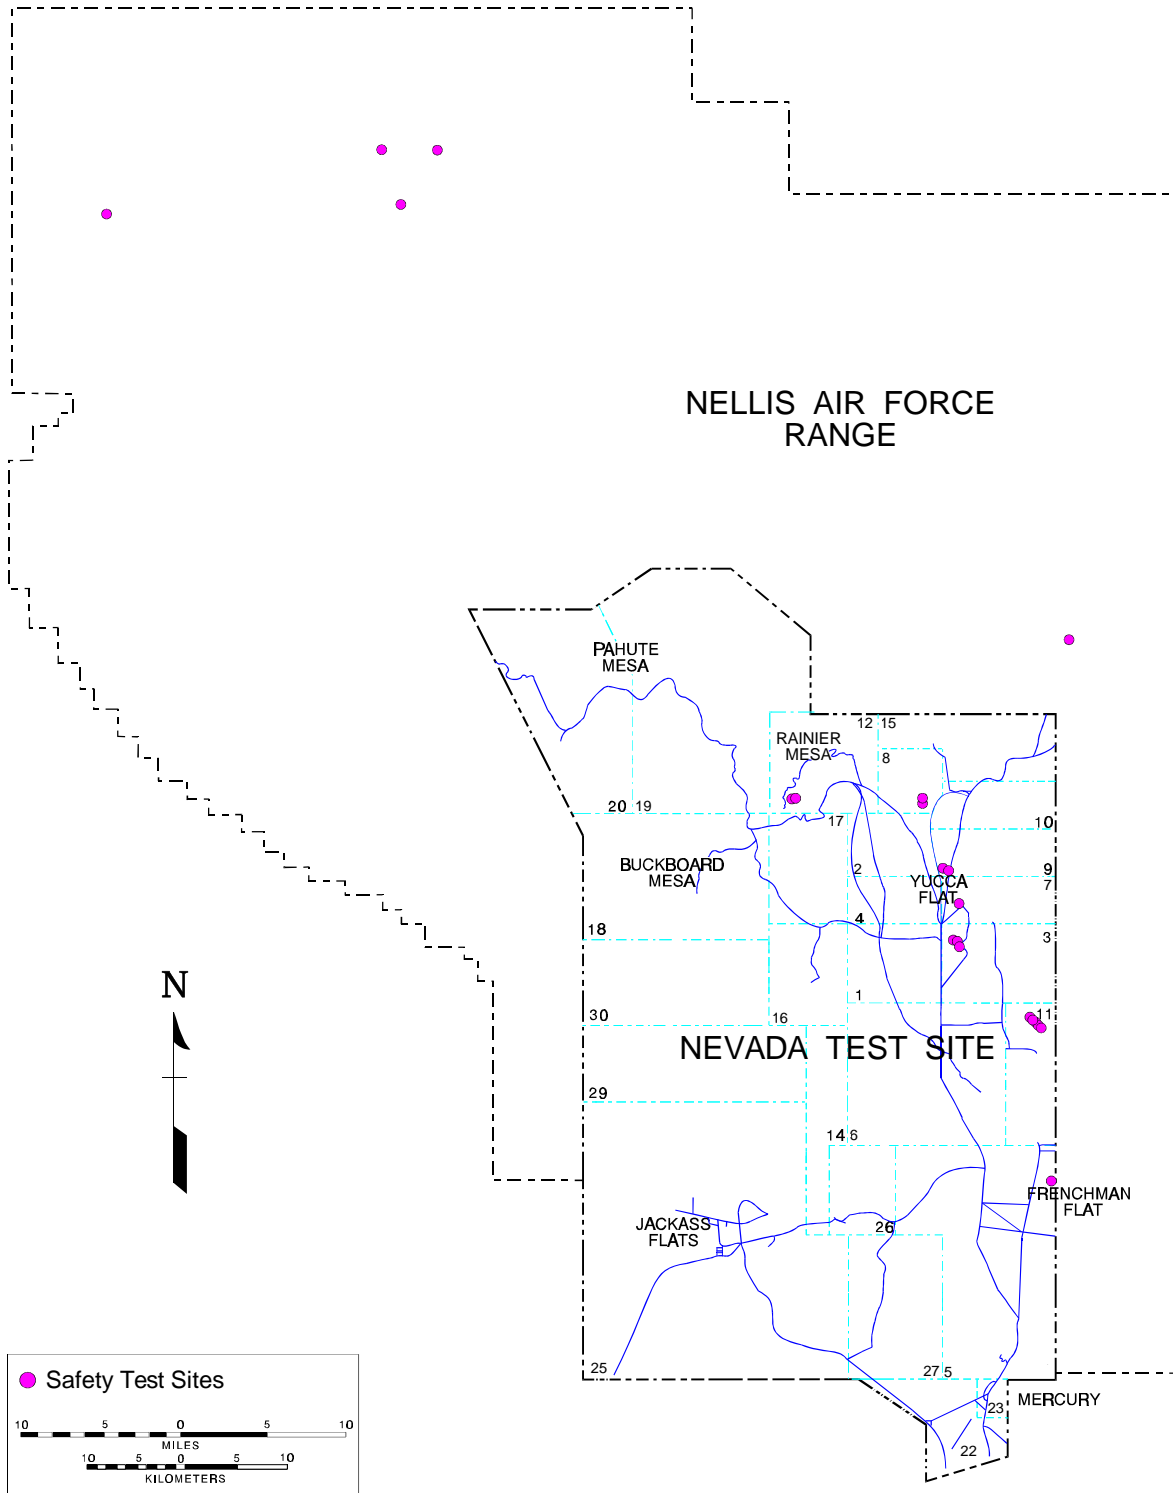 NELLIS AIR FORCE
RANGE
PAHUTE
MESA
12 15
RAINIER
MESA
8
20 19
17
10
BUCKBOARD
MESA
2
9
YUCCA
FLAT
7
4
18
3
N
1
30
16
11
NEVADA TEST SITE
29
14 6
FRENCHMAN
FLAT
JACKASS
FLATS
26
25
27 5
Safety Test Sites
MERCURY
23
10 5 0 5 10
MILES
22
10 5 0 5 10
KILOMETERS